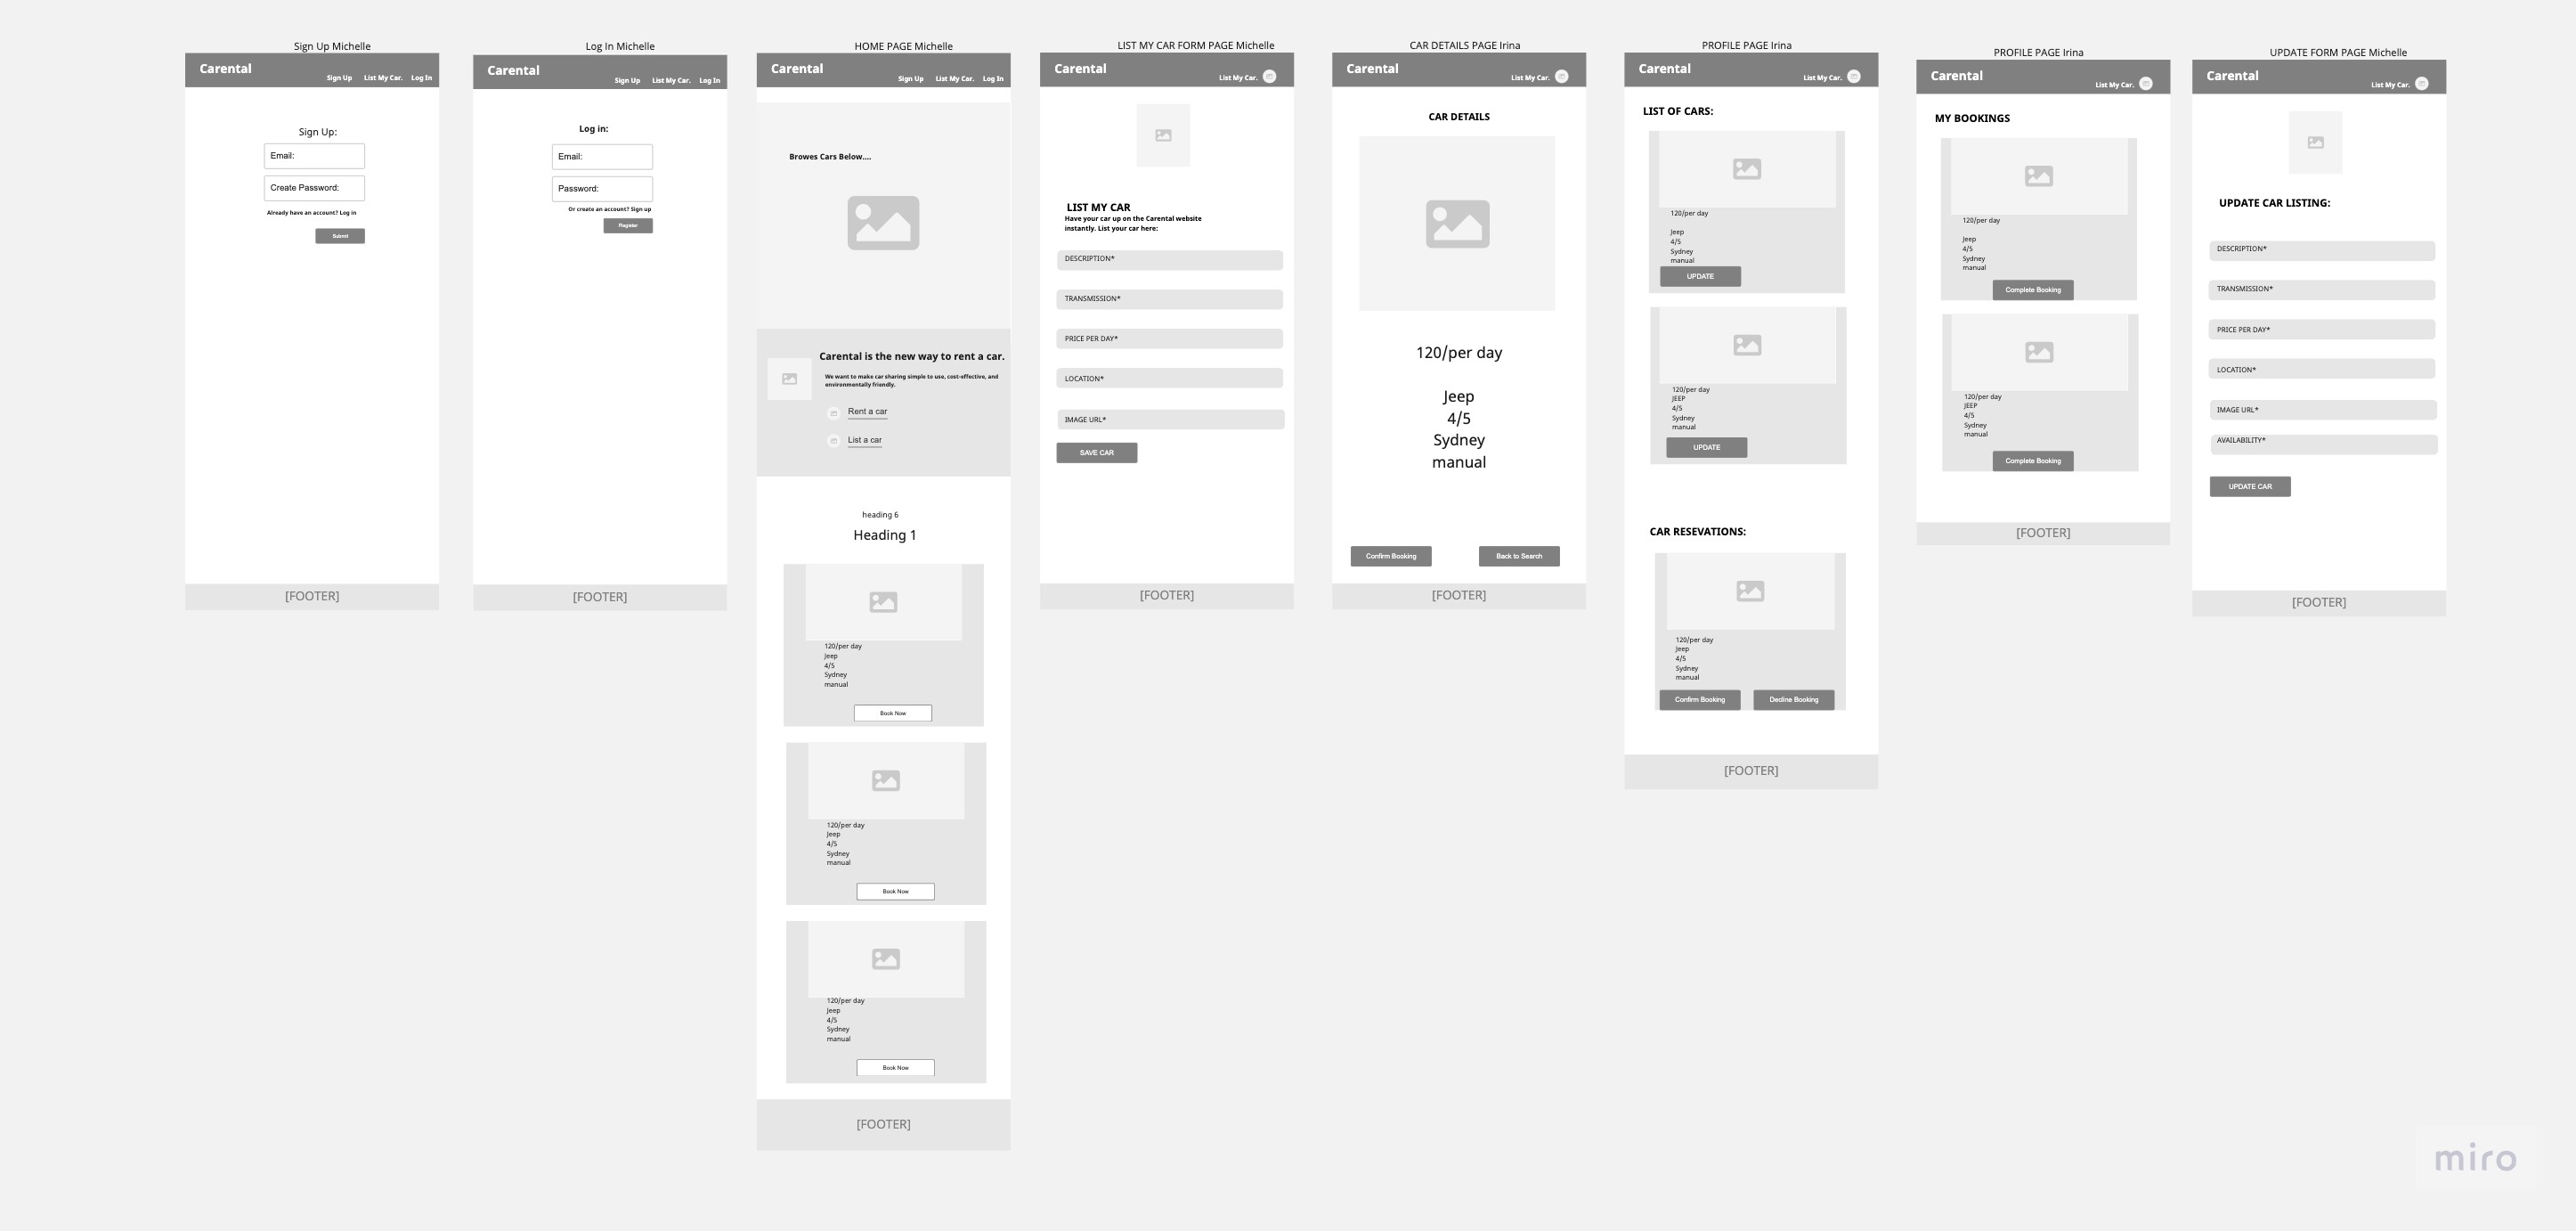 Sign Up Michelle
Carental
Sign Up List My Car. Log In
Sign Up:
Email:
Create Password:
Already have an account? Log in
Submit
[FOOTER]
Log In Michelle
Carental
Sign Up List My Car. Log In
Log in:
Email:
Password:
Or create an account? Sign up
Register
[FOOTER]
HOME PAGE Michelle
Carental
Sign Up List My Car. Log In
Browes Cars Below....
Carental is the new way to rent a car.
We want to make car sharing simple to use, cost-effective, and
environmentally friendly.
Rent a car
List a car
heading 6
Heading 1
120/per day
Jeep
4/5
Sydney
manual
Book Now
120/per day
Jeep
4/5
Sydney
manual
Book Now
120/per day
Jeep
4/5
Sydney
manual
Book Now
[FOOTER]
LIST MY CAR FORM PAGE Michelle
Carental
List My Car.
LIST MY CAR
Have your car up on the Carental website
instantly. List your car here:
DESCRIPTION*
TRANSMISSION*
PRICE PER DAY*
LOCATION*
IMAGE URL*
SAVE CAR
[FOOTER]
CAR DETAILS PAGE Irina
Carental
List My Car.
CAR DETAILS
120/per day
Jeep
4/5
Sydney
manual
Confirm Booking Back to Search
[FOOTER]
PROFILE PAGE Irina
Carental
List My Car.
LIST OF CARS:
120/per day
Jeep
4/5
Sydney
manual
UPDATE
120/per day
JEEP
4/5
Sydney
manual
UPDATE
CAR RESEVATIONS:
120/per day
Jeep
4/5
Sydney
manual
Confirm Booking Decline Booking
[FOOTER]
PROFILE PAGE Irina
Carental
List My Car.
MY BOOKINGS
120/per day
Jeep
4/5
Sydney
manual
Complete Booking
120/per day
JEEP
4/5
Sydney
manual
Complete Booking
[FOOTER]
UPDATE FORM PAGE Michelle
Carental
List My Car.
UPDATE CAR LISTING:
DESCRIPTION*
TRANSMISSION*
PRICE PER DAY*
LOCATION*
IMAGE URL*
AVAILABILITY*
UPDATE CAR
[FOOTER]
miro